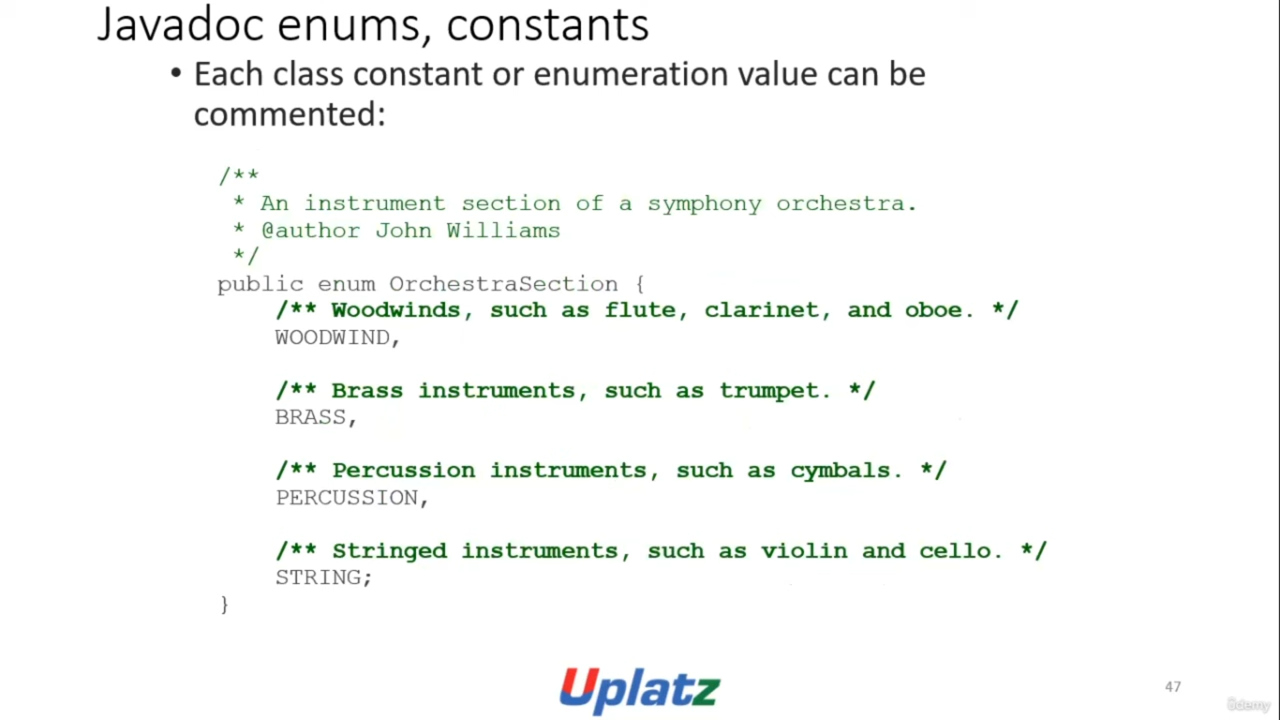 Javadoc enums, constants
• Each class constant or enumeration value can be
commented:
/**
 * An instrument section of a symphony orchestra.
 * @author John Williams
 */
public enum OrchestraSection {
    /** Woodwinds, such as flute, clarinet, and oboe. */
    WOODWIND,
    /** Brass instruments, such as trumpet. */
    BRASS,
    /** Percussion instruments, such as cymbals. */
    PERCUSSION,
    /** Stringed instruments, such as violin and cello. */
    STRING;
}
Uplatz
47
ûdemy